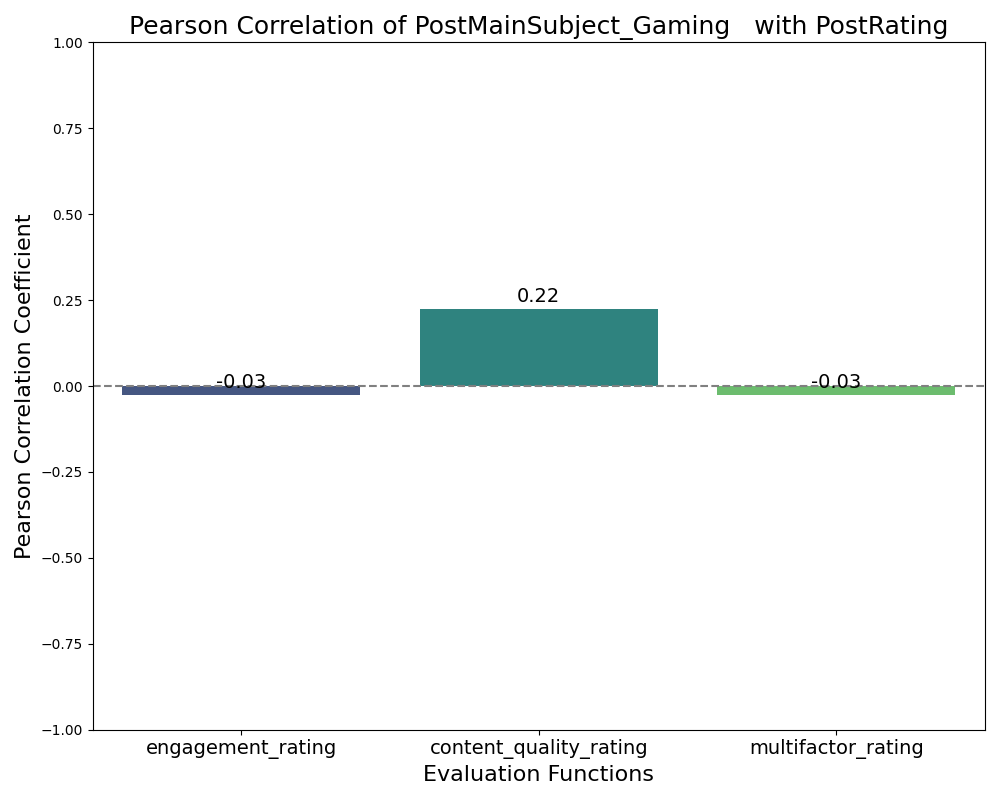 Pearson Correlation of PostMainSubject_Gaming   with PostRating
1.00
0.75
0.50
0.25
0.00
−0.25
−0.50
−0.75
−1.00
Pearson Correlation Coefficient
-0.03
0.22
-0.03
engagement_rating
content_quality_rating
multifactor_rating
Evaluation Functions